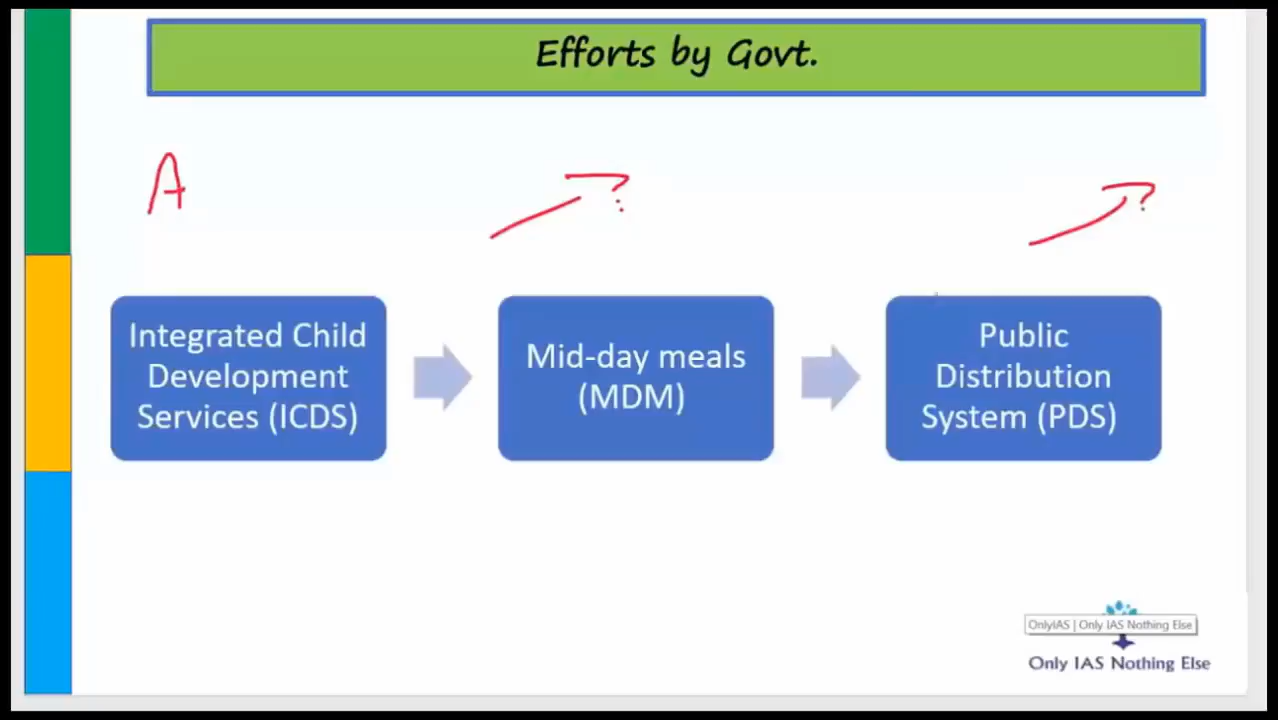 Efforts by Govt.
A
?
?
Integrated Child
Development
Services (ICDS)
Mid-day meals
(MDM)
Public
Distribution
System (PDS)
OnlyIAS | Only IAS Nothing Else
Only IAS Nothing Else